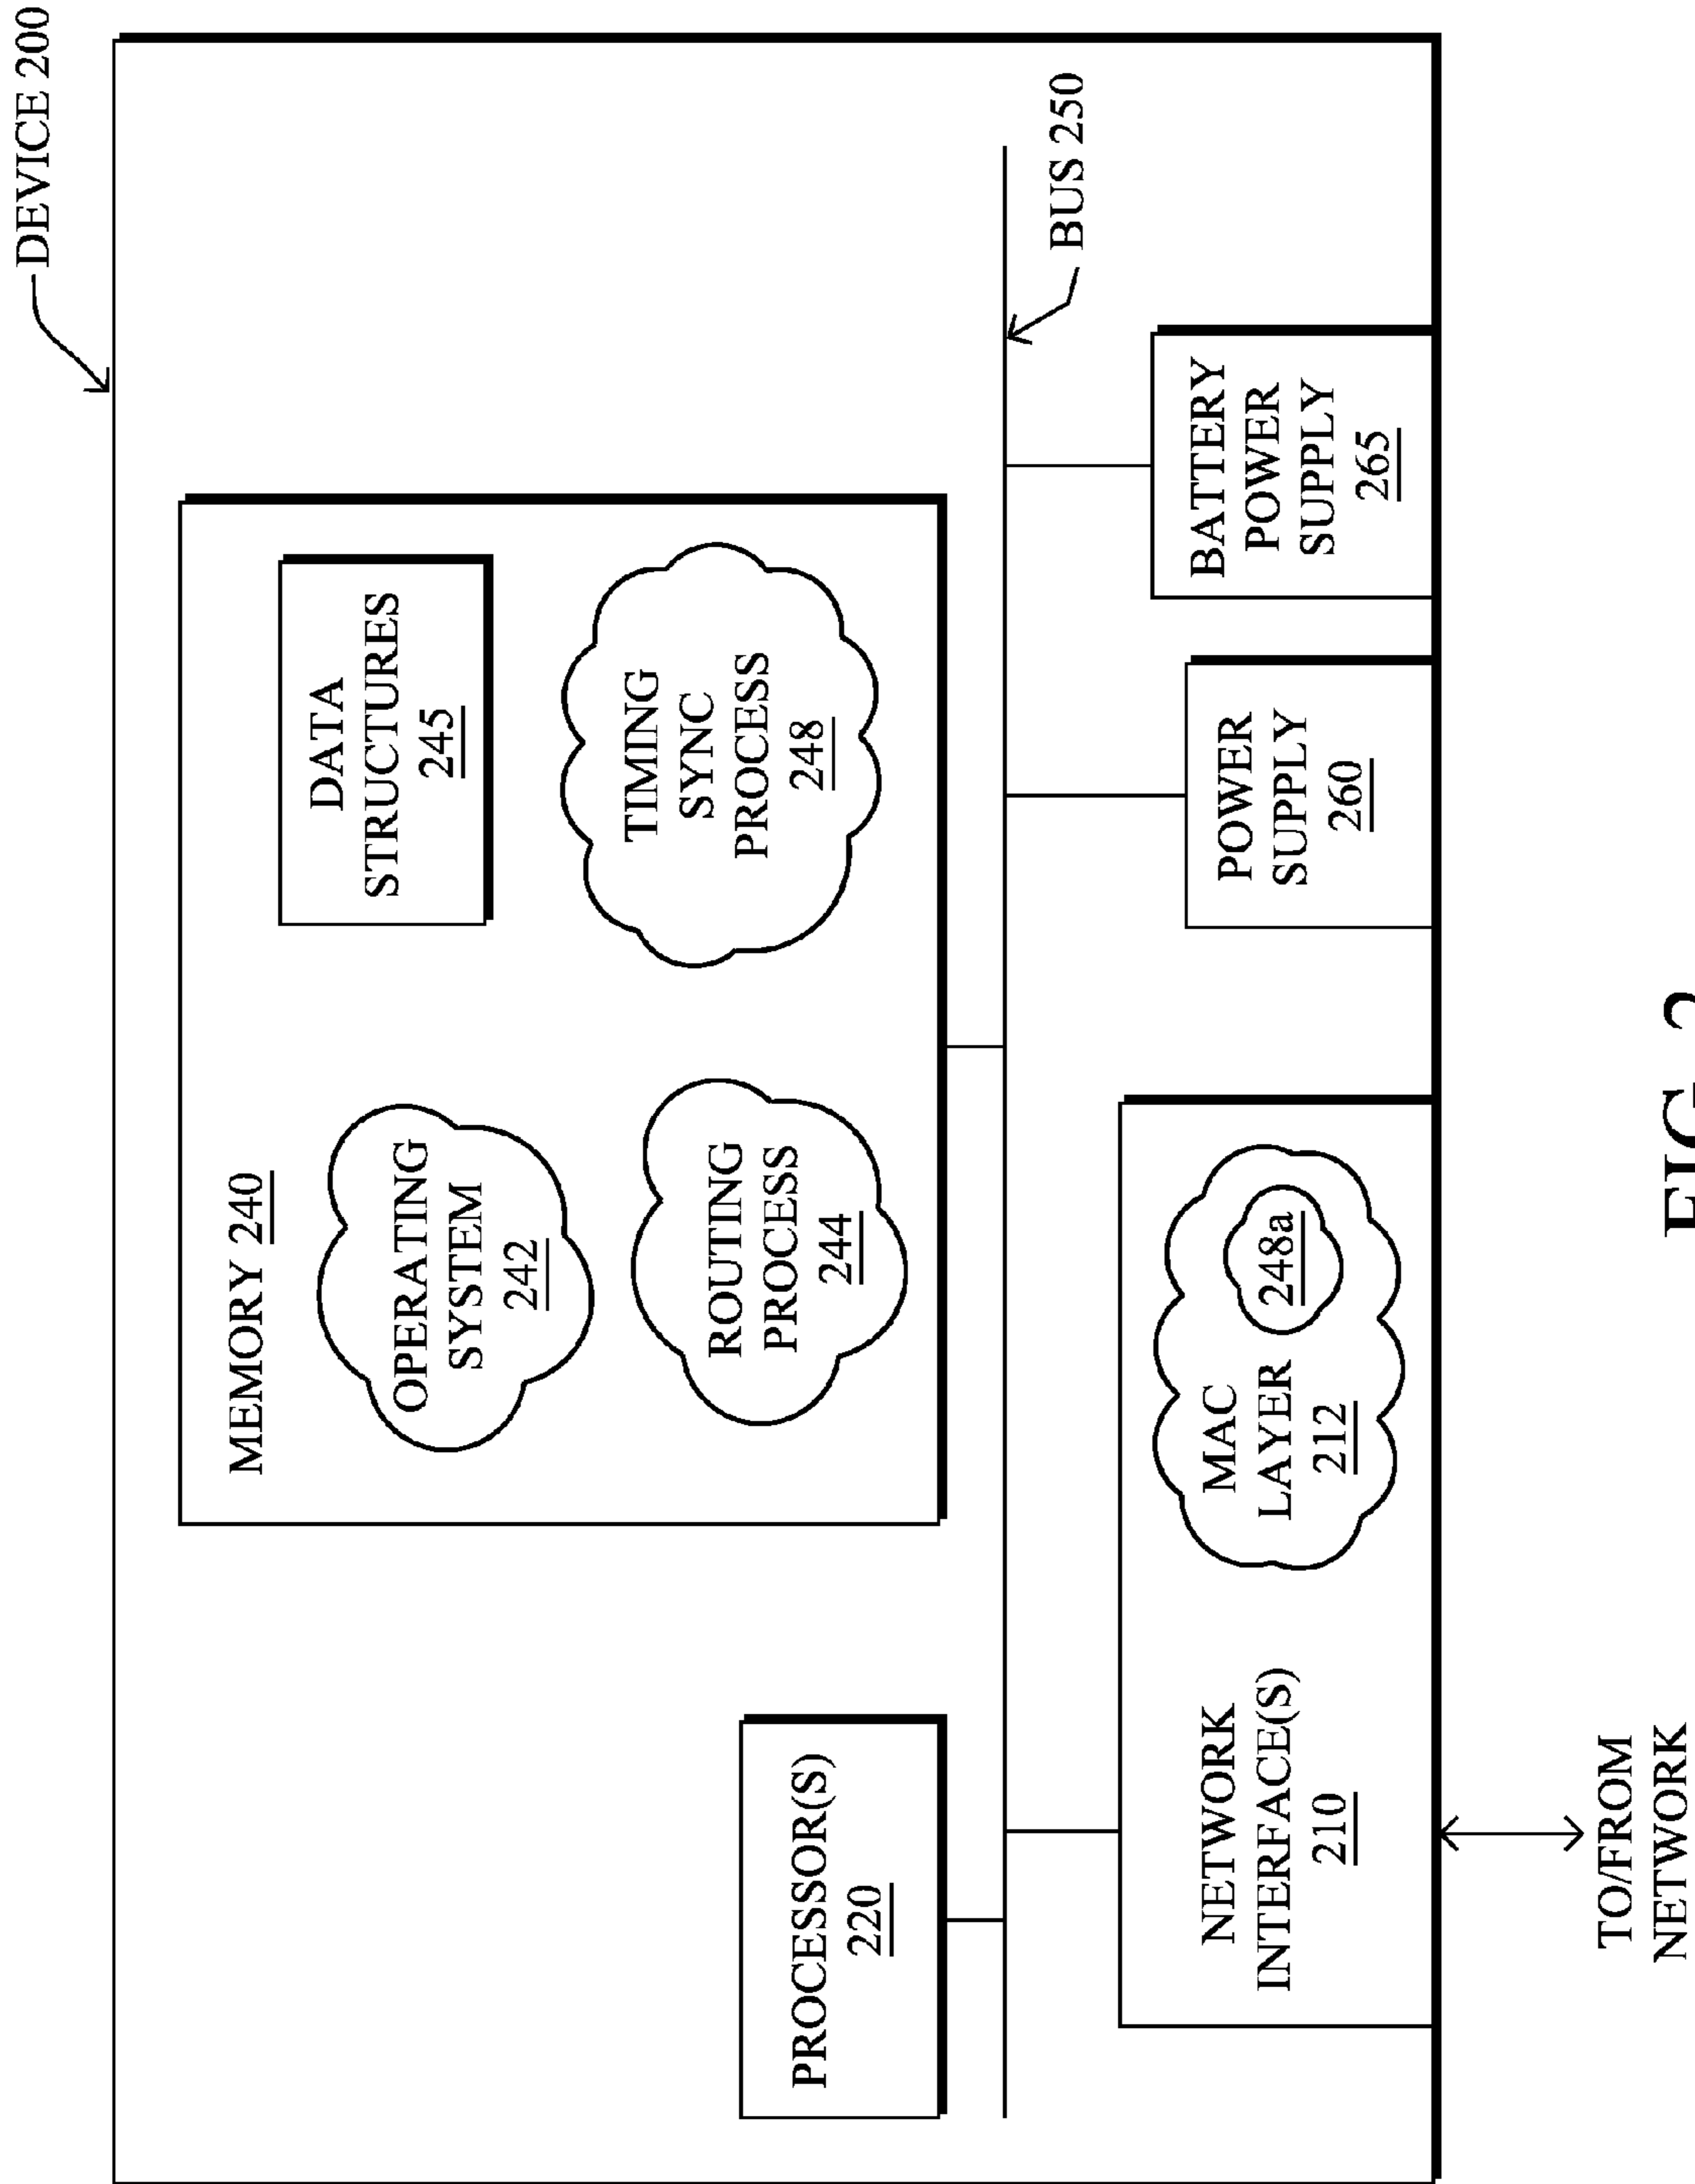 DEVICE 200
MEMORY 240
OPERATING
SYSTEM
242
DATA
STRUCTURES
245
ROUTING
PROCESS
244
TIMING
SYNC
PROCESS
248
PROCESSOR(S)
220
BUS 250
NETWORK
INTERFACE(S)
210
MAC
LAYER
212
248a
POWER
SUPPLY
260
BATTERY
POWER
SUPPLY
265
TO/FROM
NETWORK
FIG. 2